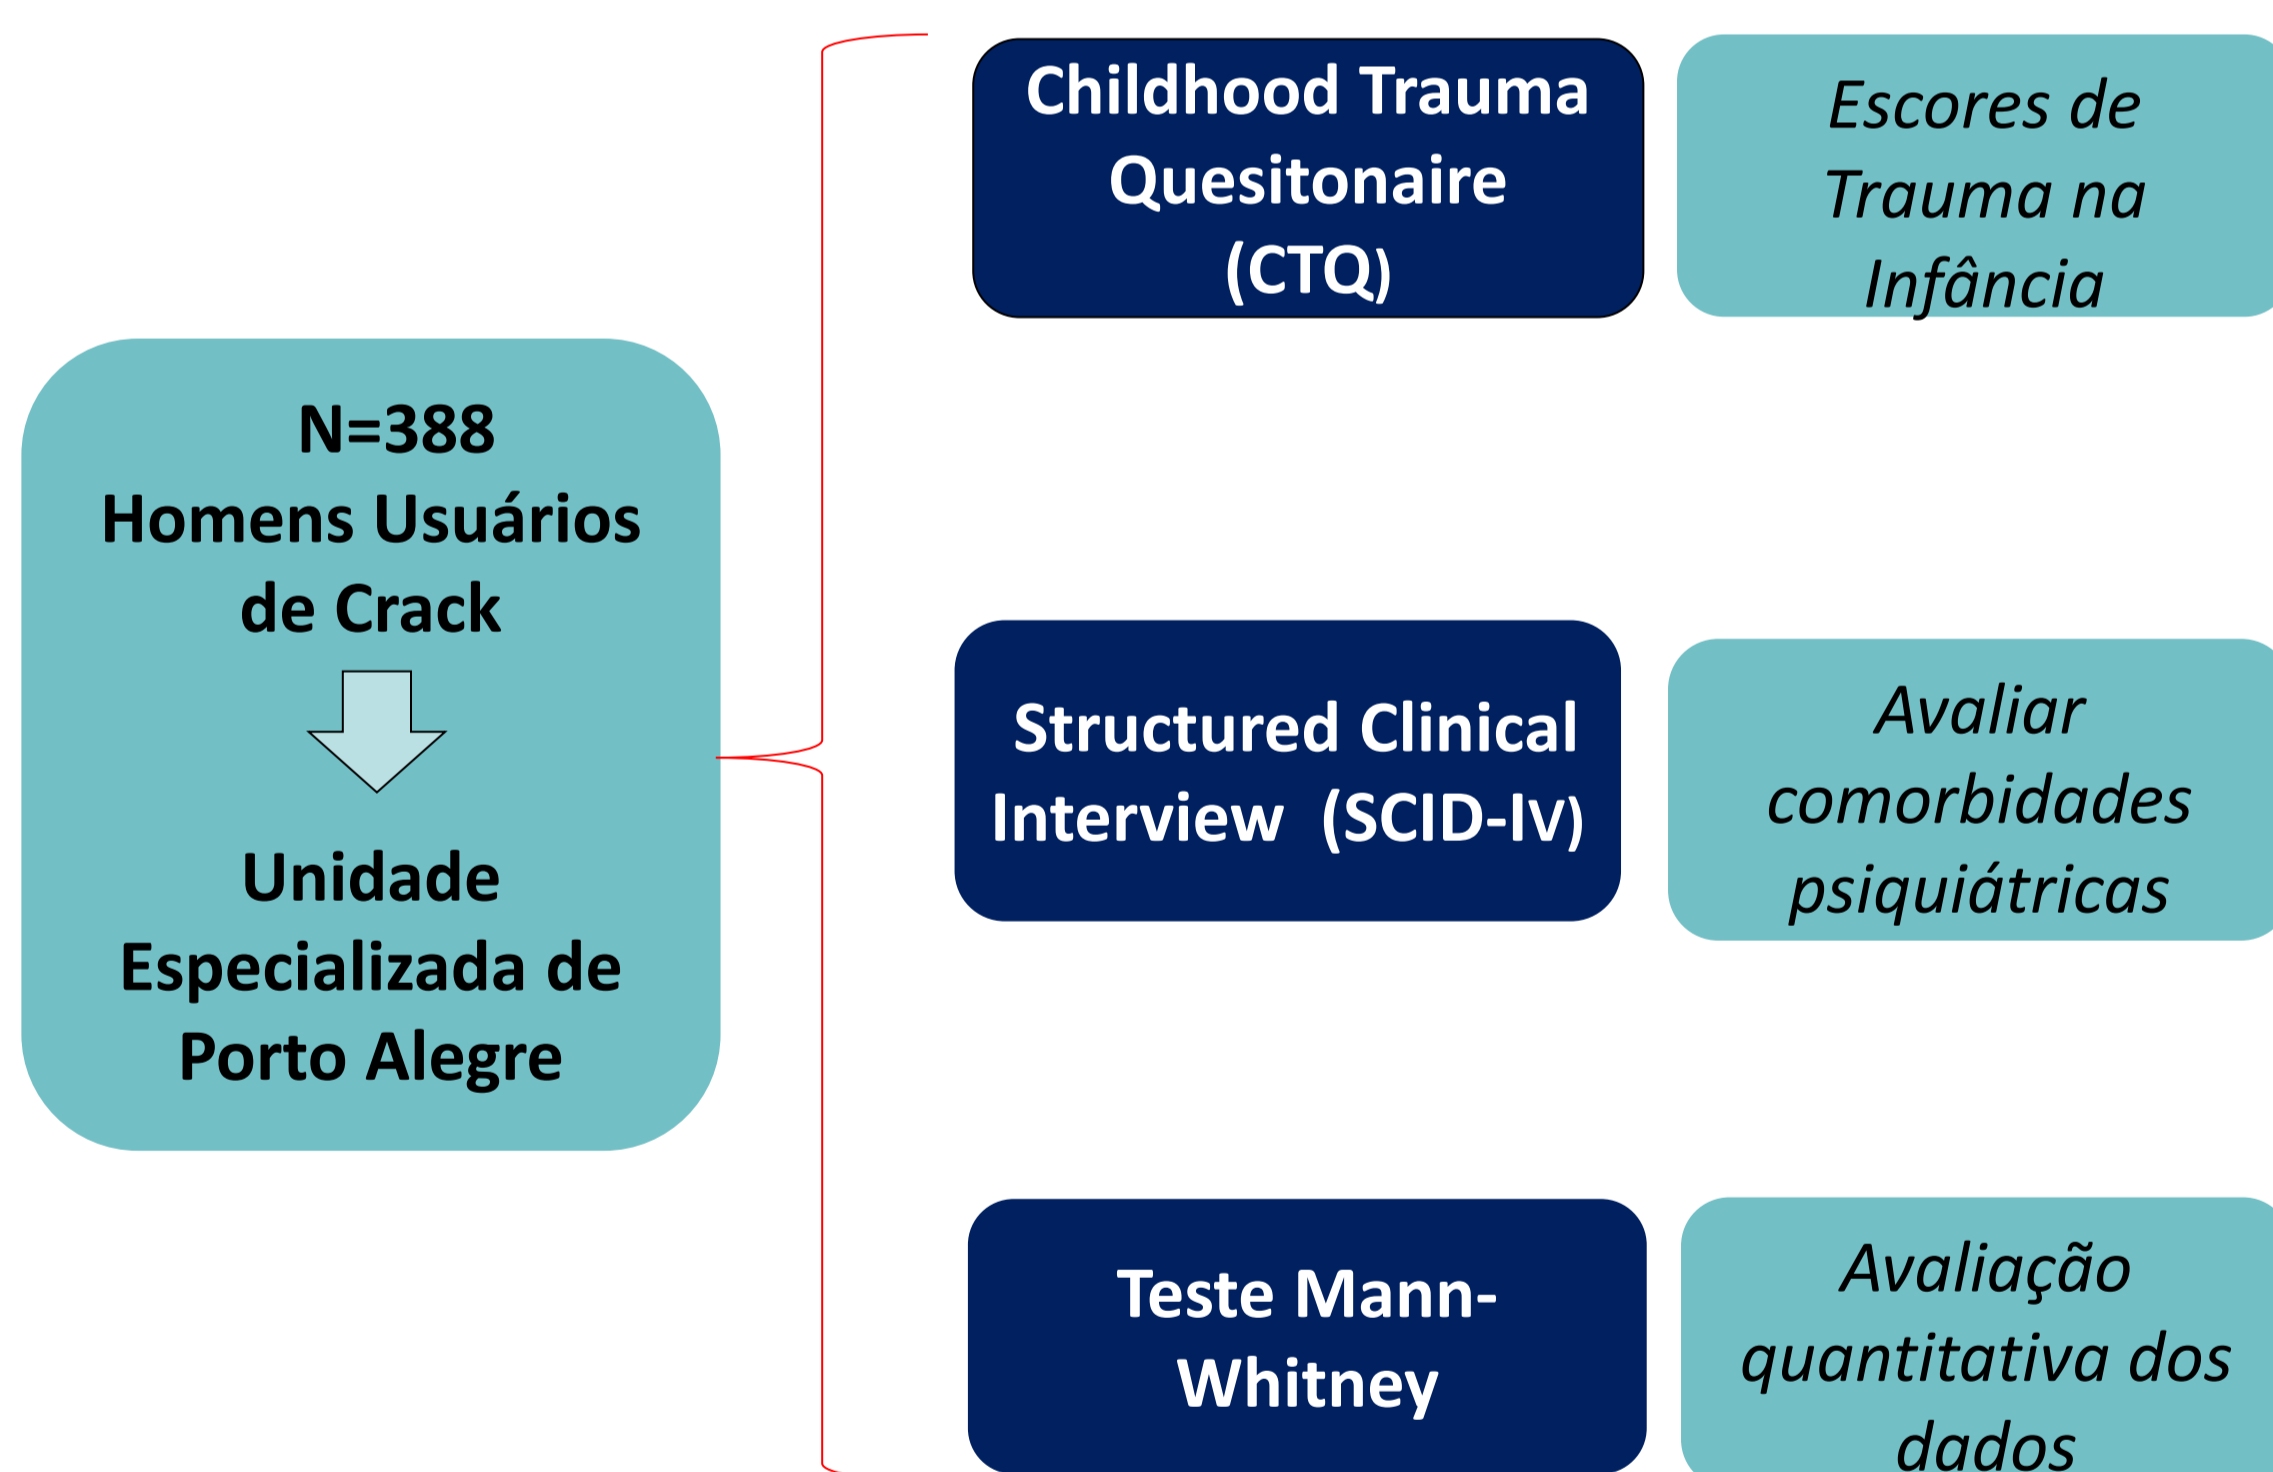 N=388
Homens Usuários
de Crack
Unidade
Especializada de
Porto Alegre
Childhood Trauma
Quesitonaire
(CTQ)
Escores de
Trauma na
Infância
Structured Clinical
Interview (SCID-IV)
Avaliar
comorbidades
psiquiátricas
Teste Mann-
Whitney
Avaliação
quantitativa dos
dados